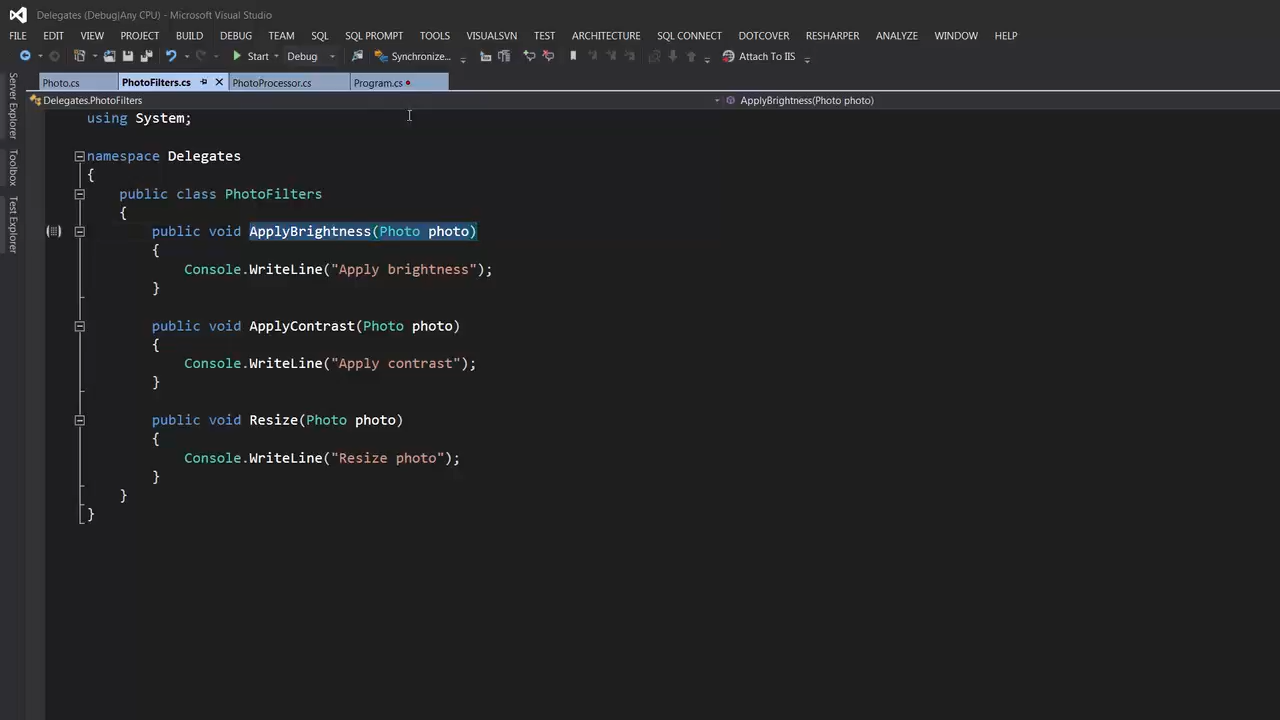 Delegates (Debug|Any CPU) - Microsoft Visual Studio
FILE EDIT VIEW PROJECT BUILD DEBUG TEAM SQL SQL PROMPT TOOLS VISUALSVN TEST ARCHITECTURE SQL CONNECT DOTCOVER RESHARPER ANALYZE WINDOW HELP
Start Debug Synchronize... Attach To IIS
Photo.cs PhotoFilters.cs PhotoProcessor.cs Program.cs
Delegates.PhotoFilters ApplyBrightness(Photo photo)
Server Explorer
Toolbox
Test Explorer
using System;
namespace Delegates
{
public class PhotoFilters
{
public void ApplyBrightness(Photo photo)
{
Console.WriteLine("Apply brightness");
}
public void ApplyContrast(Photo photo)
{
Console.WriteLine("Apply contrast");
}
public void Resize(Photo photo)
{
Console.WriteLine("Resize photo");
}
}
}